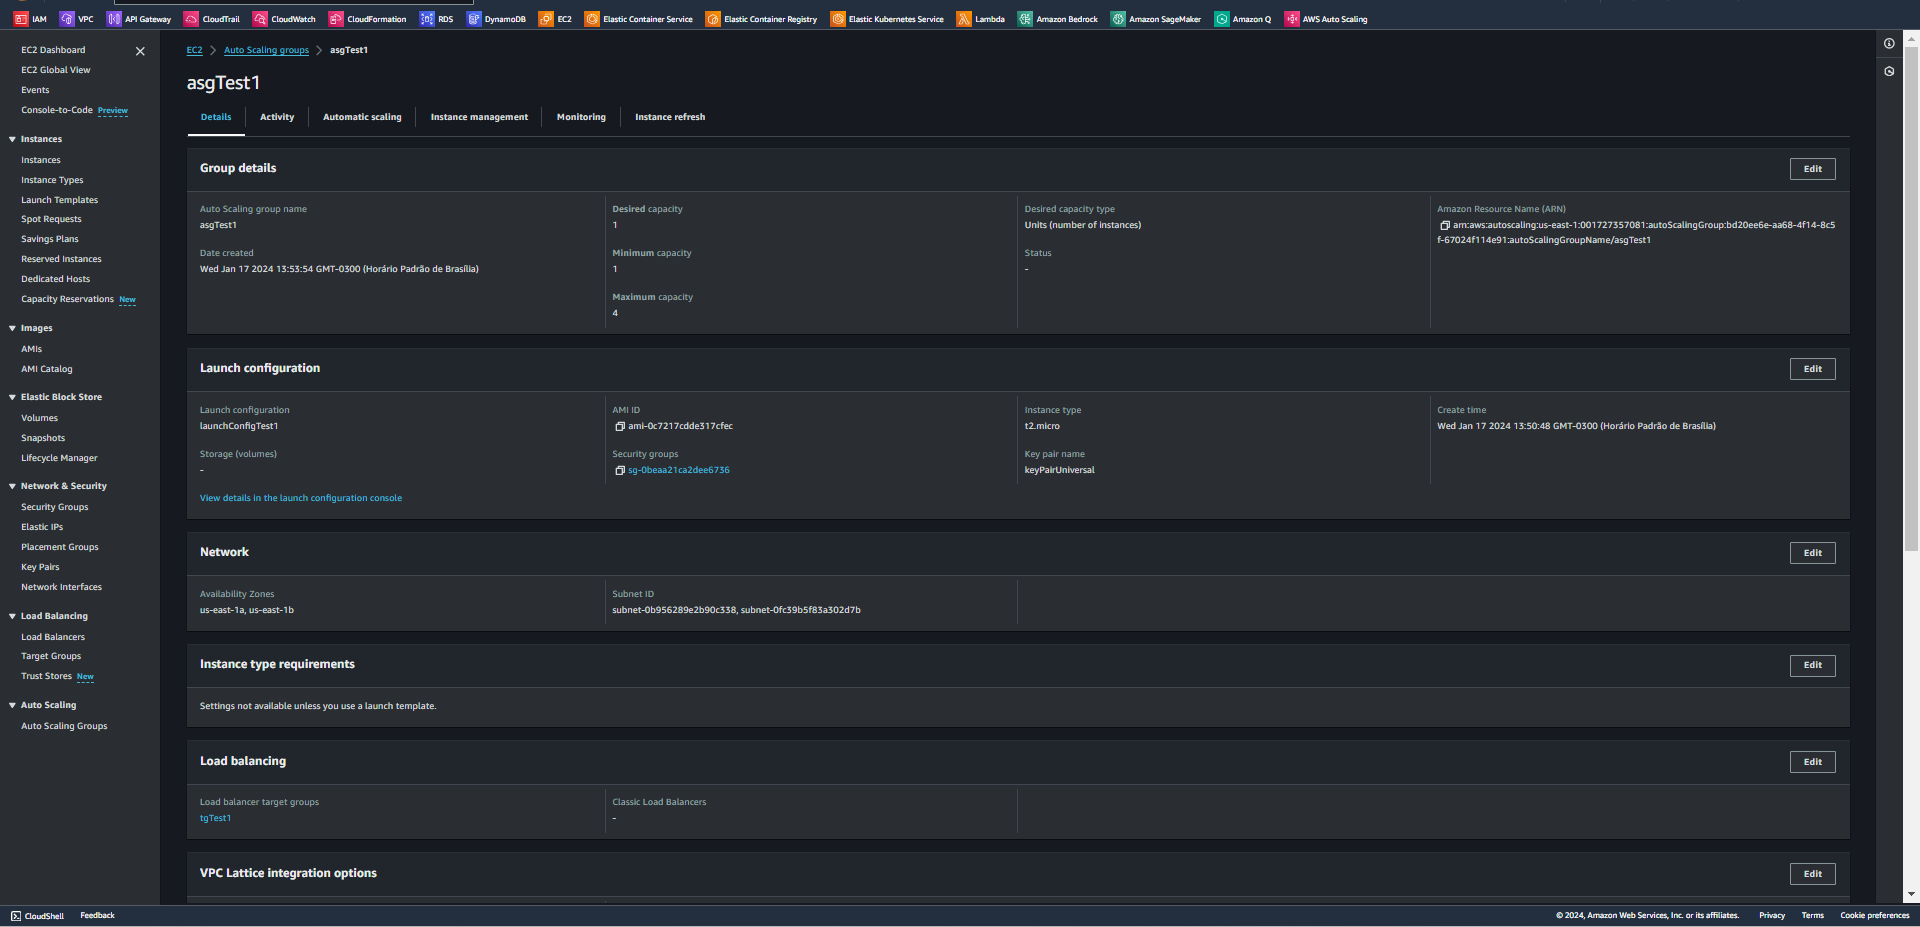 IAM VPC API Gateway CloudTrail CloudWatch CloudFormation RDS DynamoDB EC2 Elastic Container Service Elastic Container Registry Elastic Kubernetes Service Lambda Amazon Bedrock Amazon SageMaker Amazon Q AWS Auto Scaling
EC2 Dashboard
EC2 Global View
Events
Console-to-Code Preview
Instances
Instances
Instance Types
Launch Templates
Spot Requests
Savings Plans
Reserved Instances
Dedicated Hosts
Capacity Reservations New
Images
AMIs
AMI Catalog
Elastic Block Store
Volumes
Snapshots
Lifecycle Manager
Network & Security
Security Groups
Elastic IPs
Placement Groups
Key Pairs
Network Interfaces
Load Balancing
Load Balancers
Target Groups
Trust Stores New
Auto Scaling
Auto Scaling Groups
EC2 > Auto Scaling groups > asgTest1
asgTest1
Details Activity Automatic scaling Instance management Monitoring Instance refresh
Group details Edit
Auto Scaling group name
asgTest1
Date created
Wed Jan 17 2024 13:53:54 GMT-0300 (Horário Padrão de Brasília)
Desired capacity
1
Minimum capacity
1
Maximum capacity
4
Desired capacity type
Units (number of instances)
Status
-
Amazon Resource Name (ARN)
arn:aws:autoscaling:us-east-1:001727357081:autoScalingGroup:bd20ee6e-aa68-4f14-8c5
f-67024f114e91:autoScalingGroupName/asgTest1
Launch configuration Edit
Launch configuration
launchConfigTest1
Storage (volumes)
-
View details in the launch configuration console
AMI ID
ami-0c7217cdde317cfec
Security groups
sg-0beaa21ca2dee6736
Instance type
t2.micro
Key pair name
keyPairUniversal
Create time
Wed Jan 17 2024 13:50:48 GMT-0300 (Horário Padrão de Brasília)
Network Edit
Availability Zones
us-east-1a, us-east-1b
Subnet ID
subnet-0b956289e2b90c338, subnet-0fc39b5f83a302d7b
Instance type requirements Edit
Settings not available unless you use a launch template.
Load balancing Edit
Load balancer target groups
tgTest1
Classic Load Balancers
-
VPC Lattice integration options Edit
CloudShell Feedback © 2024, Amazon Web Services, Inc. or its affiliates. Privacy Terms Cookie preferences